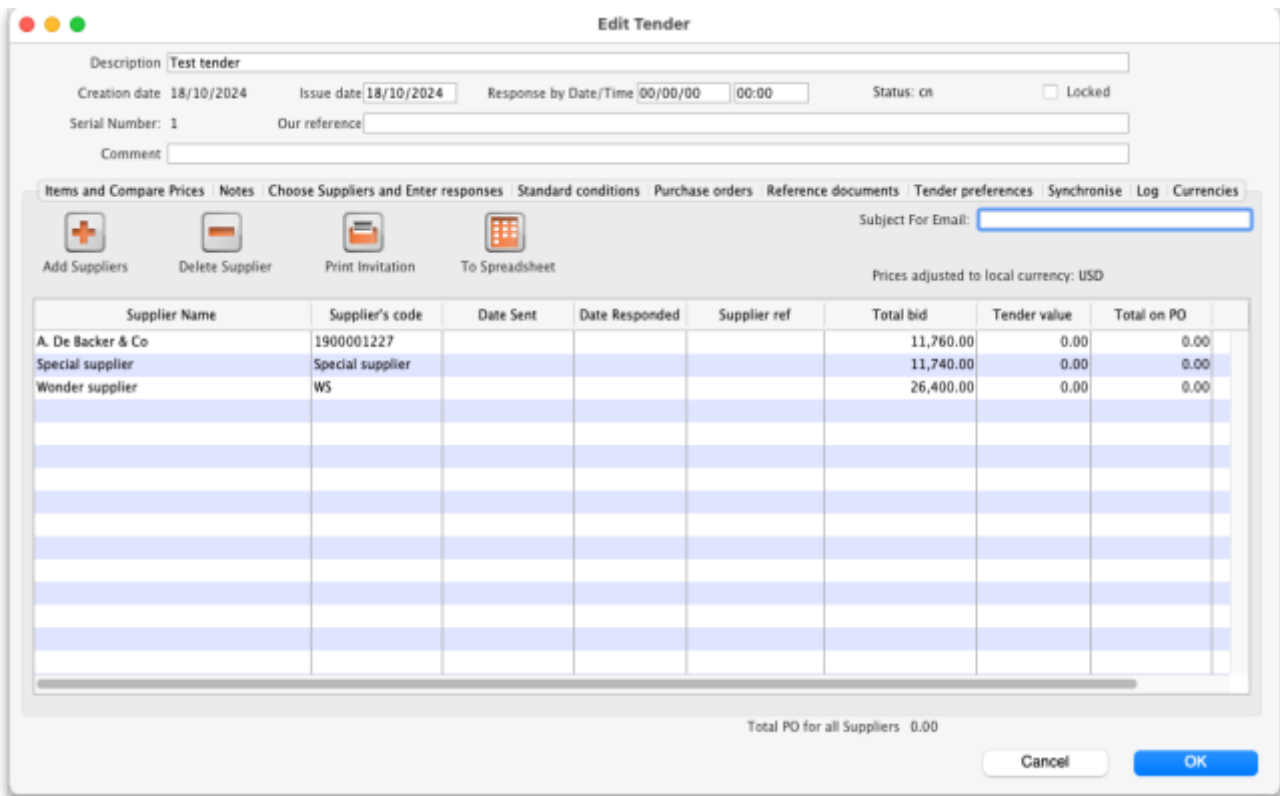 Edit Tender
Description Test tender
Creation date 18/10/2024 Issue date 18/10/2024 Response by Date/Time 00/00/00 00:00 Status: cn Locked
Serial Number: 1 Our reference
Comment
Items and Compare Prices Notes Choose Suppliers and Enter responses Standard conditions Purchase orders Reference documents Tender preferences Synchronise Log Currencies
Subject For Email:
Add Suppliers Delete Supplier Print Invitation To Spreadsheet
Prices adjusted to local currency: USD
Supplier Name Supplier's code Date Sent Date Responded Supplier ref Total bid Tender value Total on PO
A. De Backer & Co 1900001227 11,760.00 0.00 0.00
Special supplier Special supplier 11,740.00 0.00 0.00
Wonder supplier WS 26,400.00 0.00 0.00
Total PO for all Suppliers 0.00
Cancel OK